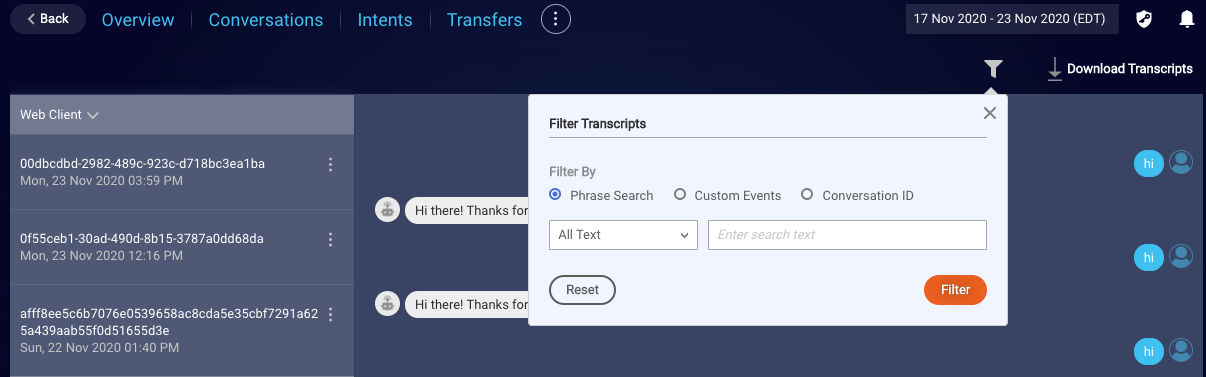 Back Overview Conversations Intents Transfers 17 Nov 2020 - 23 Nov 2020 (EDT)
Download Transcripts
Web Client
00dbcdbd-2982-489c-923c-d718bc3ea1ba
Mon, 23 Nov 2020 03:59 PM
0f55ceb1-30ad-490d-8b15-3787a0dd68da
Mon, 23 Nov 2020 12:16 PM
afff8ee5c6b7076e0539658ac8cda5e35cbf7291a62
5a439aab55f0d51655d3e
Sun, 22 Nov 2020 01:40 PM
hi
Hi there! Thanks for
hi
Hi there! Thanks for
hi
Filter Transcripts
Filter By
Phrase Search Custom Events Conversation ID
All Text Enter search text
Reset Filter